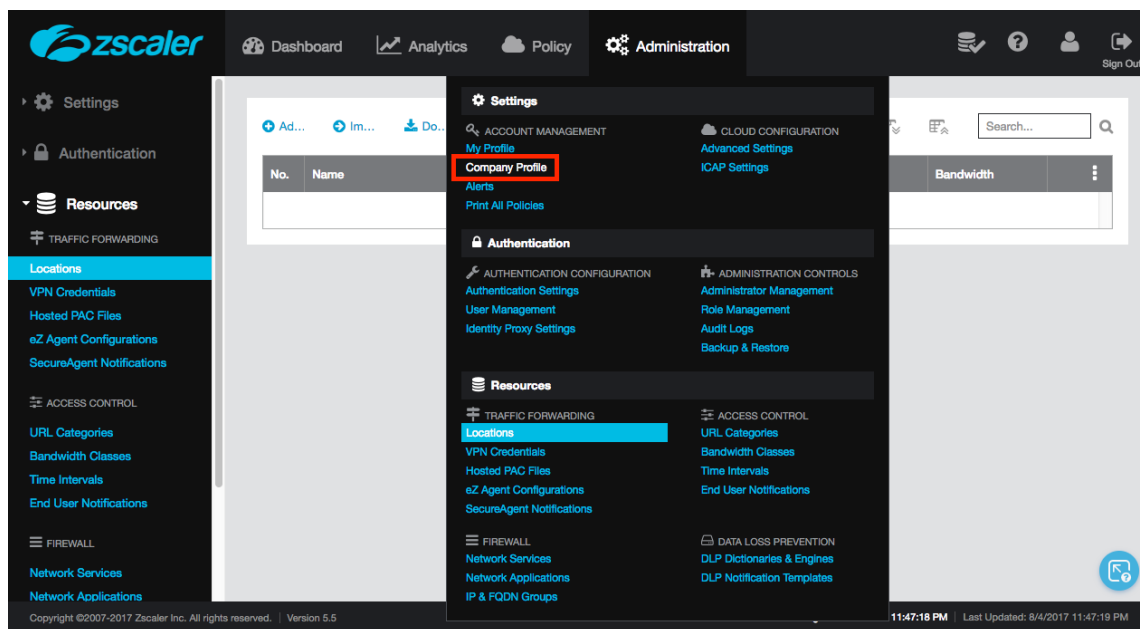 zscaler
Dashboard
Analytics
Policy
Administration
Sign Out
Settings
Authentication
Resources
TRAFFIC FORWARDING
Locations
VPN Credentials
Hosted PAC Files
eZ Agent Configurations
SecureAgent Notifications
ACCESS CONTROL
URL Categories
Bandwidth Classes
Time Intervals
End User Notifications
FIREWALL
Network Services
Network Applications
Ad...
Im...
Do...
Search...
No.
Name
Bandwidth
Settings
ACCOUNT MANAGEMENT
My Profile
Company Profile
Alerts
Print All Policies
CLOUD CONFIGURATION
Advanced Settings
ICAP Settings
Authentication
AUTHENTICATION CONFIGURATION
Authentication Settings
User Management
Identity Proxy Settings
ADMINISTRATION CONTROLS
Administrator Management
Role Management
Audit Logs
Backup & Restore
Resources
TRAFFIC FORWARDING
Locations
VPN Credentials
Hosted PAC Files
eZ Agent Configurations
SecureAgent Notifications
ACCESS CONTROL
URL Categories
Bandwidth Classes
Time Intervals
End User Notifications
FIREWALL
Network Services
Network Applications
IP & FQDN Groups
DATA LOSS PREVENTION
DLP Dictionaries & Engines
DLP Notification Templates
Copyright ©2007-2017 Zscaler Inc. All rights reserved. | Version 5.5
11:47:18 PM | Last Updated: 8/4/2017 11:47:19 PM